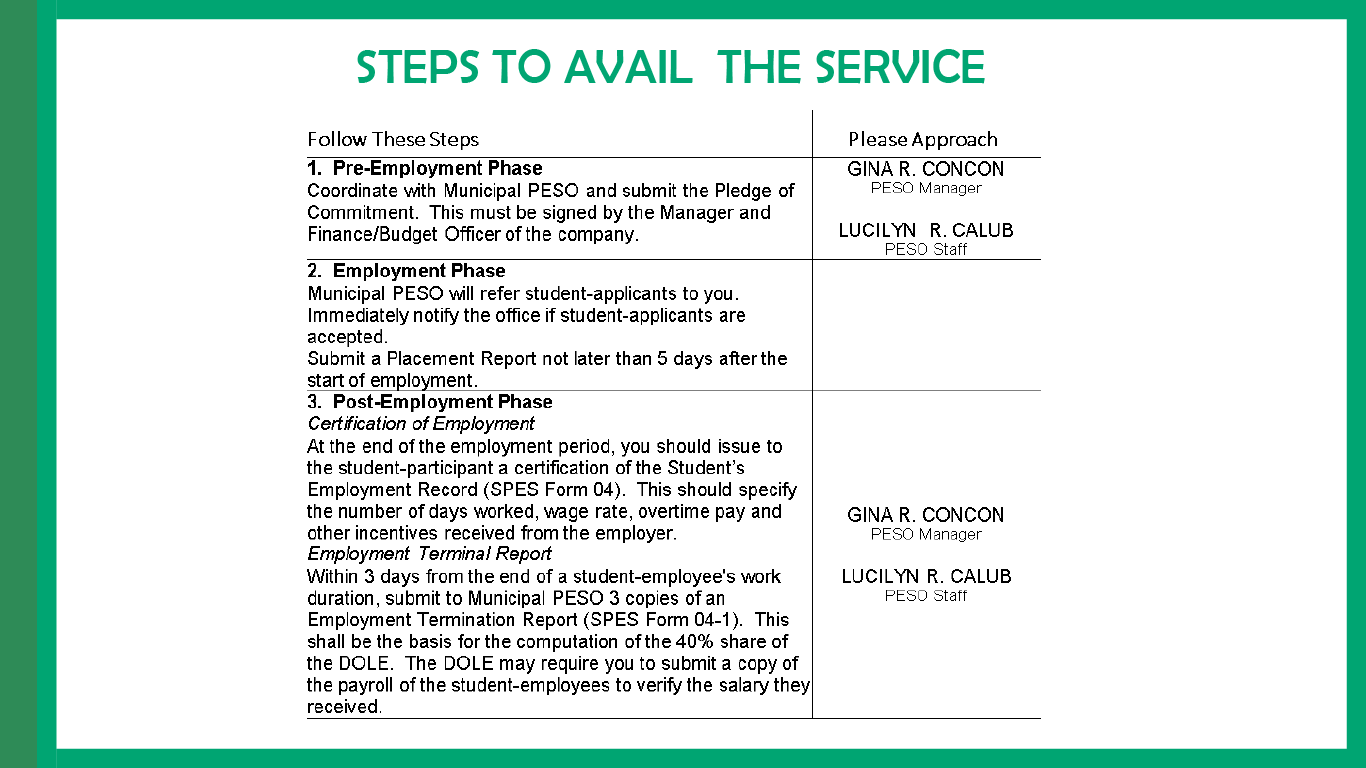 STEPS TO AVAIL THE SERVICE
Follow These Steps
Please Approach
1. Pre-Employment Phase
Coordinate with Municipal PESO and submit the Pledge of
Commitment. This must be signed by the Manager and
Finance/Budget Officer of the company.
GINA R. CONCON
PESO Manager
LUCILYN R. CALUB
PESO Staff
2. Employment Phase
Municipal PESO will refer student-applicants to you.
Immediately notify the office if student-applicants are
accepted.
Submit a Placement Report not later than 5 days after the
start of employment.
3. Post-Employment Phase
Certification of Employment
At the end of the employment period, you should issue to
the student-participant a certification of the Student's
Employment Record (SPES Form 04). This should specify
the number of days worked, wage rate, overtime pay and
other incentives received from the employer.
Employment Terminal Report
Within 3 days from the end of a student-employee's work
duration, submit to Municipal PESO 3 copies of an
Employment Termination Report (SPES Form 04-1). This
shall be the basis for the computation of the 40% share of
the DOLE. The DOLE may require you to submit a copy of
the payroll of the student-employees to verify the salary they
received.
GINA R. CONCON
PESO Manager
LUCILYN R. CALUB
PESO Staff